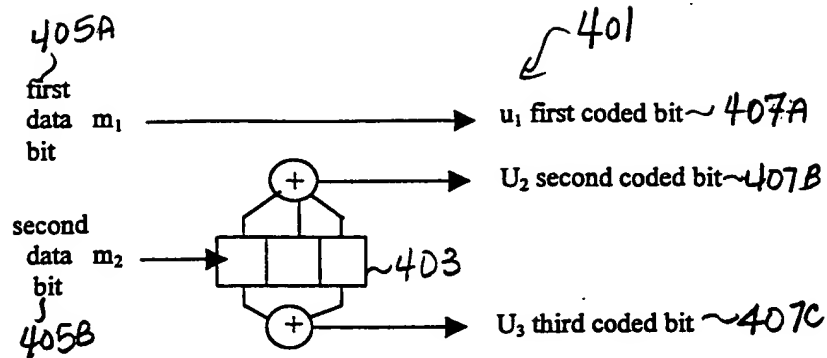 405A
401
first
data m₁
bit
u₁ first coded bit~407A
+
U₂ second coded bit~407B
second
data m₂
bit
~403
+
U₃ third coded bit ~407C
405B